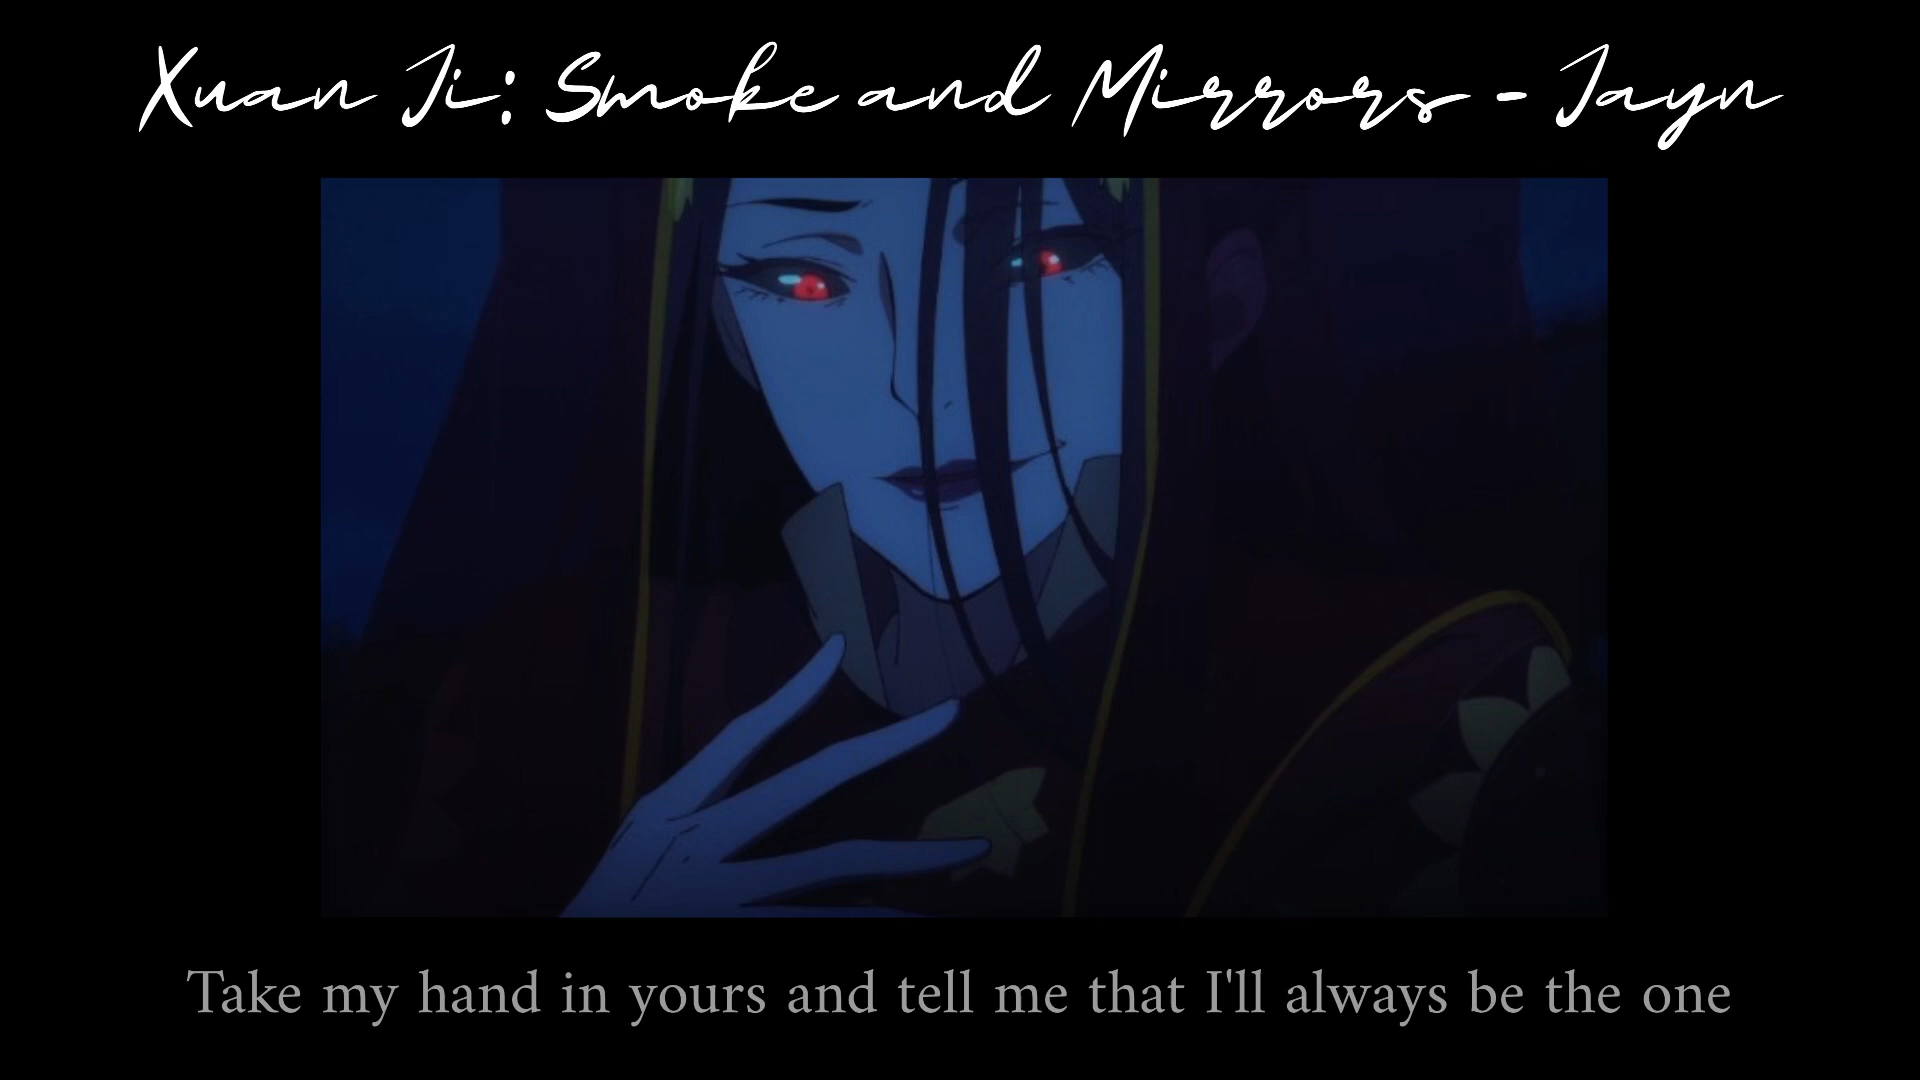 Xuan Ji: Smoke and Mirrors - Jayn
Take my hand in yours and tell me that I'll always be the one